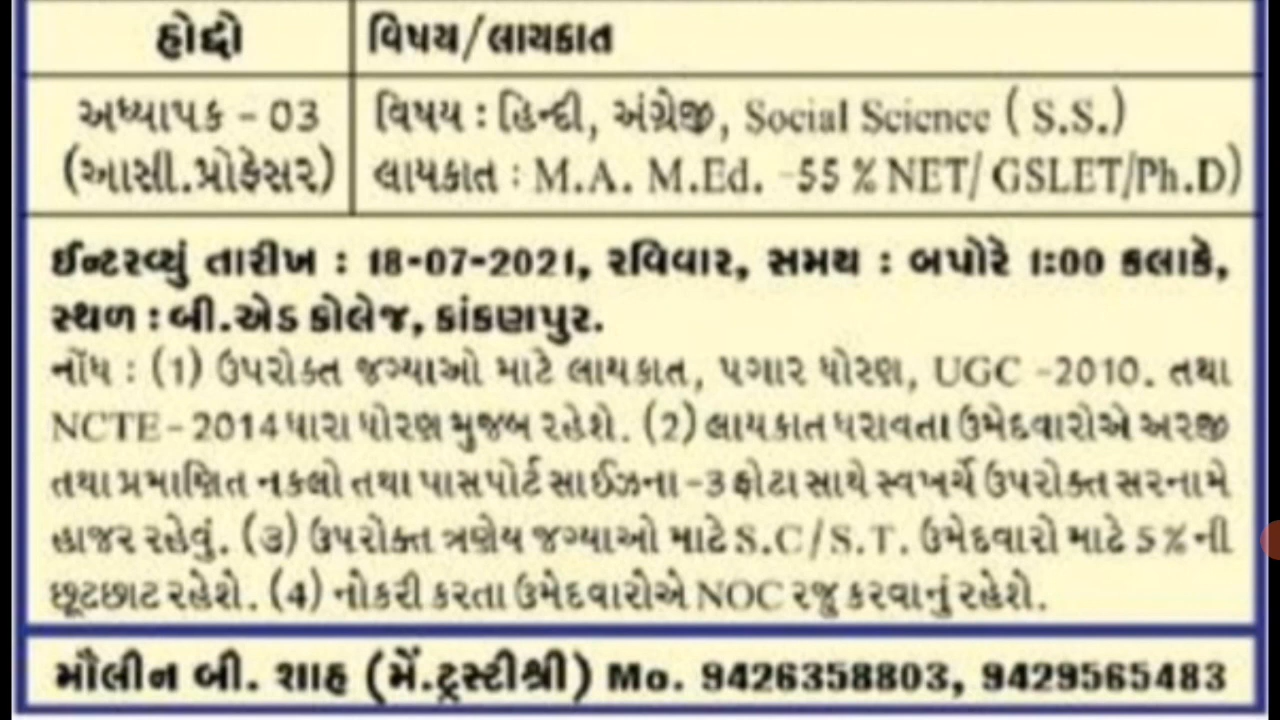 હોદ્દો વિષય/લાયકાત
અધ્યાપક - 03 વિષય : હિન્દી, અંગ્રેજી, Social Science ( S.S.)
(આસી.પ્રોફેસર) લાયકાત : M.A. M.Ed. -55 % NET/ GSLET/Ph.D)
ઈન્ટરવ્યું તારીખ : 18-07-2021, રવિવાર, સમય : બપોરે 1:00 કલાકે,
સ્થળ : બી.એડ કોલેજ, કાંકણપુર.
નોંધ : (1) ઉપરોક્ત જગ્યાઓ માટે લાયકાત, પગાર ધોરણ, UGC -2010. તથા
NCTE - 2014 ધારા ધોરણ મુજબ રહેશે. (2) લાયકાત ધરાવતા ઉમેદવારોએ અરજી
તથા પ્રમાણિત નકલો તથા પાસપોર્ટ સાઈઝના -૩ ફોટા સાથે સ્વખર્ચે ઉપરોક્ત સરનામે
હાજર રહેવું. (૩) ઉપરોક્ત ત્રણેય જગ્યાઓ માટે S.C/S.T. ઉમેદવારો માટે 5 % ની
છૂટછાટ રહેશે. (4) નોકરી કરતા ઉમેદવારોએ NOC રજૂ કરવાનું રહેશે.
મૌલીન બી. શાહ (મેં.ટ્રસ્ટીશ્રી) Mo. 9426358803, 9429565483